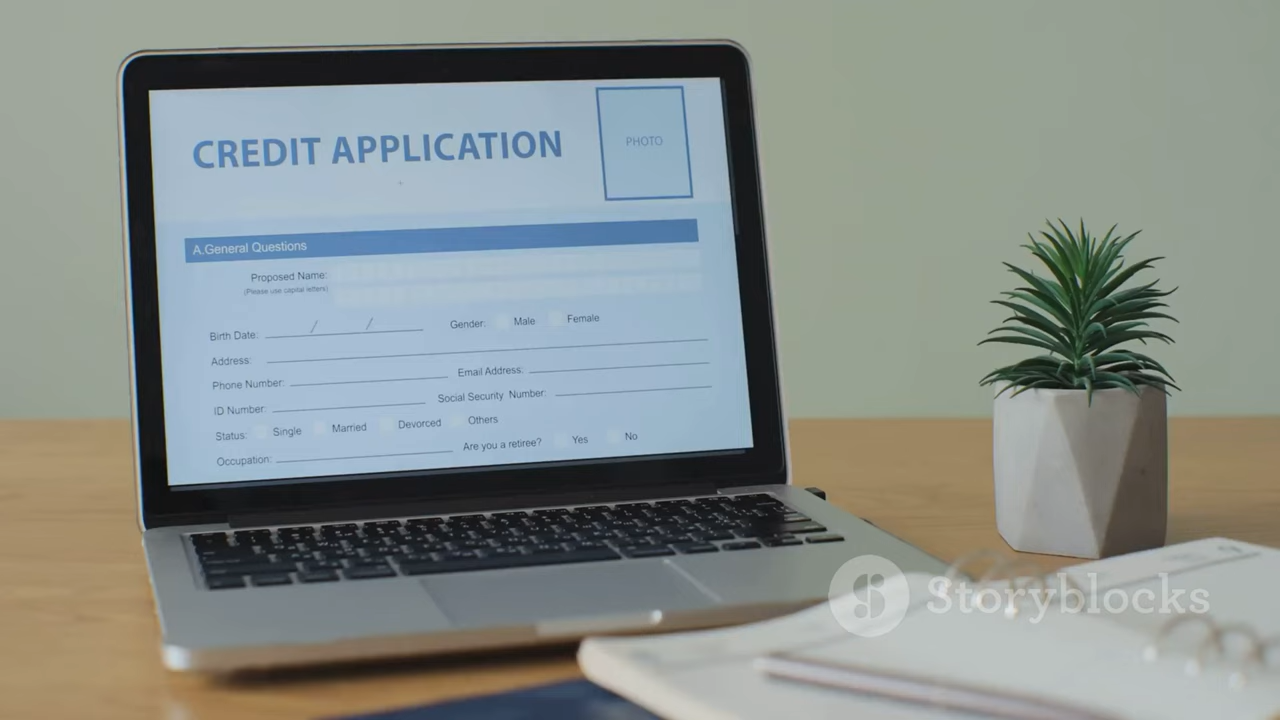 CREDIT APPLICATION
PHOTO
A.General Questions
Proposed Name:
(Please use capital letters)
Birth Date: / / Gender: Male Female
Address:
Phone Number: Email Address:
ID Number: Social Security Number:
Status: Single Married Devorced Others
Occupation: Are you a retiree? Yes No
Storyblocks